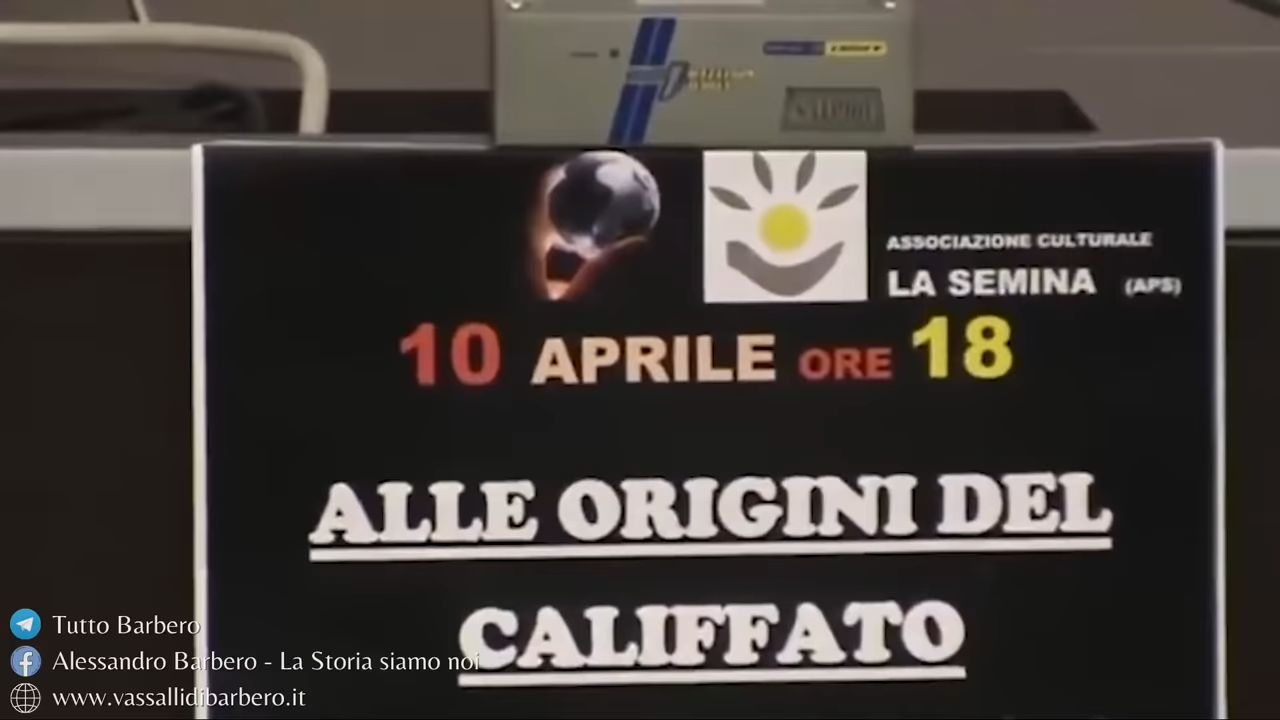 ASSOCIAZIONE CULTURALE
LA SEMINA (APS)
10 APRILE ORE 18
ALLE ORIGINI DEL
CALIFFATO
Tutto Barbero
Alessandro Barbero - La Storia siamo noi
www.vassallidibarbero.it